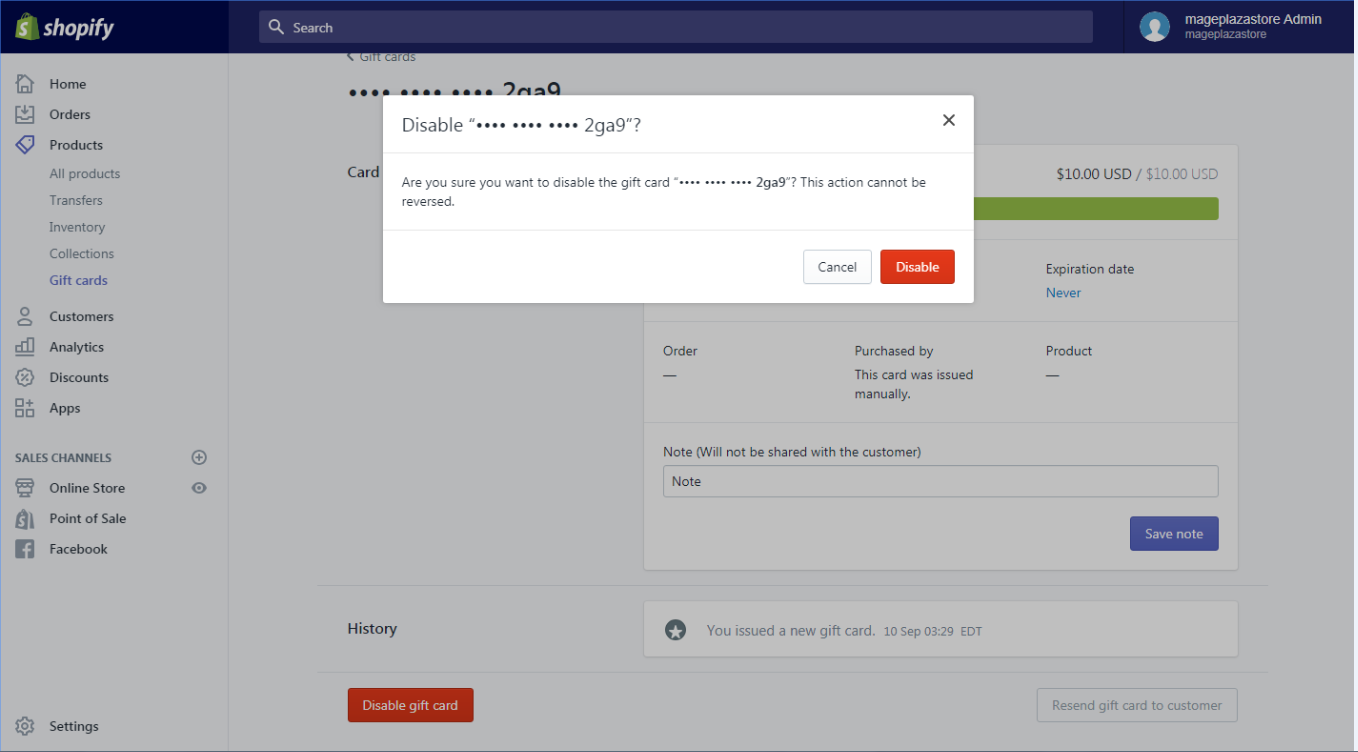 shopify
Search
mageplazastore Admin
mageplazastore
Home
Orders
Products
All products
Transfers
Inventory
Collections
Gift cards
Customers
Analytics
Discounts
Apps
SALES CHANNELS
Online Store
Point of Sale
Facebook
Settings
Gift cards
•••• •••• •••• 2ga9
Disable “•••• •••• •••• 2ga9”?
Are you sure you want to disable the gift card “•••• •••• •••• 2ga9”? This action cannot be
reversed.
Cancel
Disable
Card
$10.00 USD / $10.00 USD
Expiration date
Never
Order
—
Purchased by
This card was issued
manually.
Product
—
Note (Will not be shared with the customer)
Note
Save note
History
You issued a new gift card. 10 Sep 03:29 EDT
Disable gift card
Resend gift card to customer